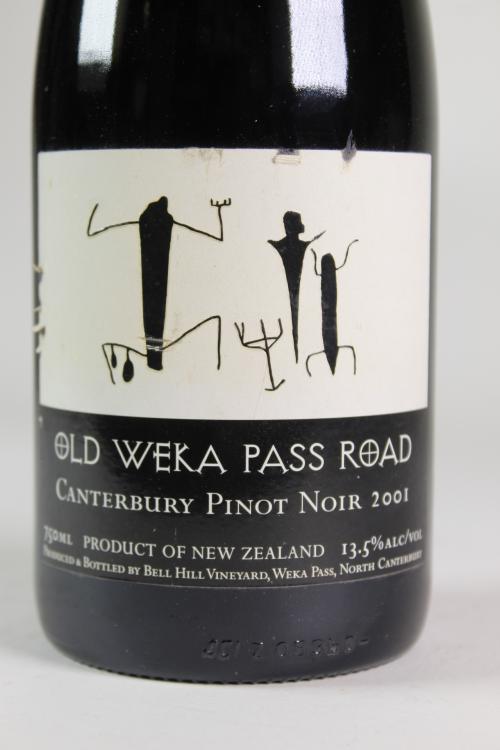 OLD WEKA PASS ROAD
CANTERBURY PINOT NOIR 2001
750ML PRODUCT OF NEW ZEALAND 13.5%ALC/VOL
PRODUCED & BOTTLED BY BELL HILL VINEYARD, WEKA PASS, NORTH CANTERBURY